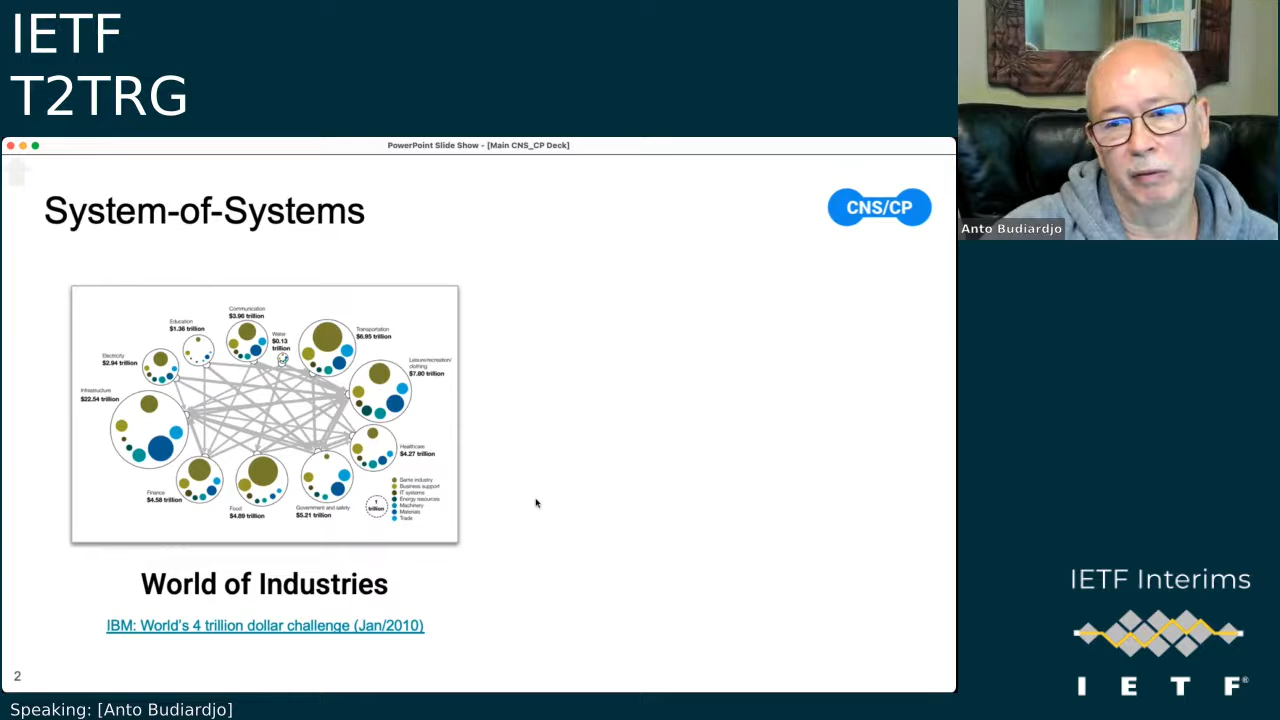 IETF
T2TRG
PowerPoint Slide Show - [Main CNS_CP Deck]
System-of-Systems
CNS/CP
Communication
$3.96 trillion
Education
$1.36 trillion
Water
$0.13
trillion
Transportation
$6.95 trillion
Electricity
$2.94 trillion
Leisure/recreation/
clothing
$7.80 trillion
Infrastructure
$22.54 trillion
Healthcare
$4.27 trillion
Finance
$4.58 trillion
Food
$4.89 trillion
Government and safety
$5.21 trillion
1
trillion
Same industry
Business support
IT systems
Energy resources
Machinery
Materials
Trade
World of Industries
IBM: World's 4 trillion dollar challenge (Jan/2010)
2
Anto Budiardjo
IETF Interims
I E T F®
Speaking: [Anto Budiardjo]